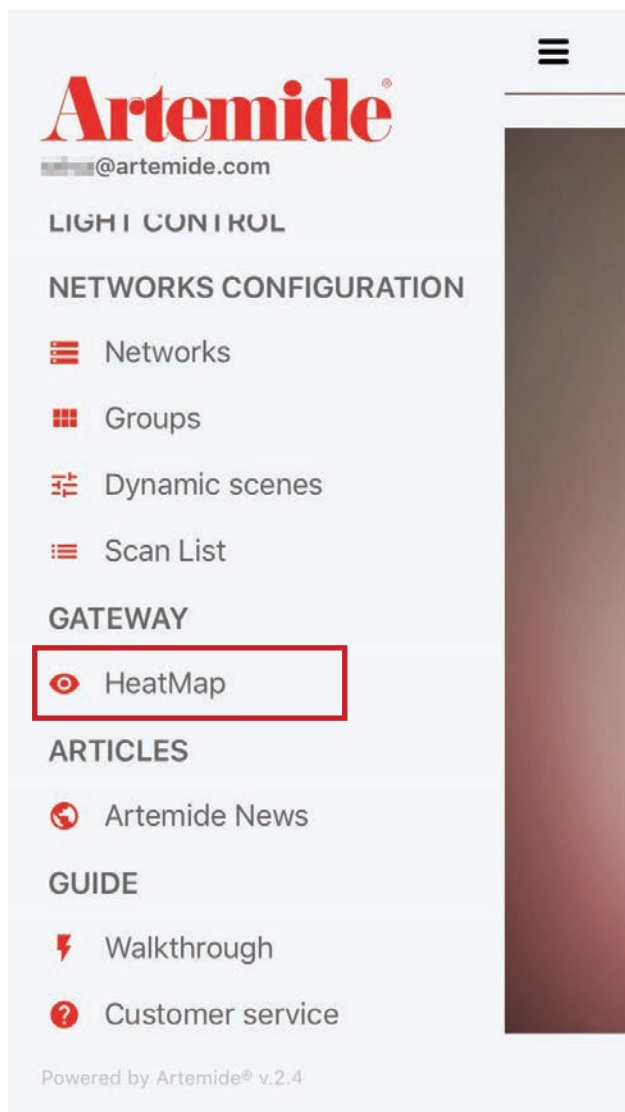 Artemide®
@artemide.com
LIGHT CONTROL
NETWORKS CONFIGURATION
Networks
Groups
Dynamic scenes
Scan List
GATEWAY
HeatMap
ARTICLES
Artemide News
GUIDE
Walkthrough
Customer service
Powered by Artemide® v.2.4